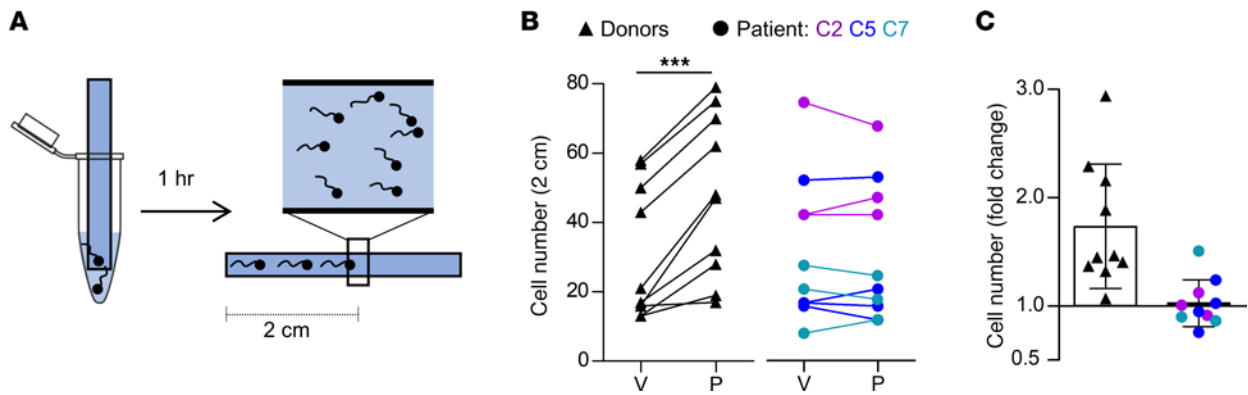 A
1 hr
2 cm
B
▲ Donors ● Patient: C2 C5 C7
***
Cell number (2 cm)
80
60
40
20
0
V P V P
C
Cell number (fold change)
3.0
2.0
1.0
0.5